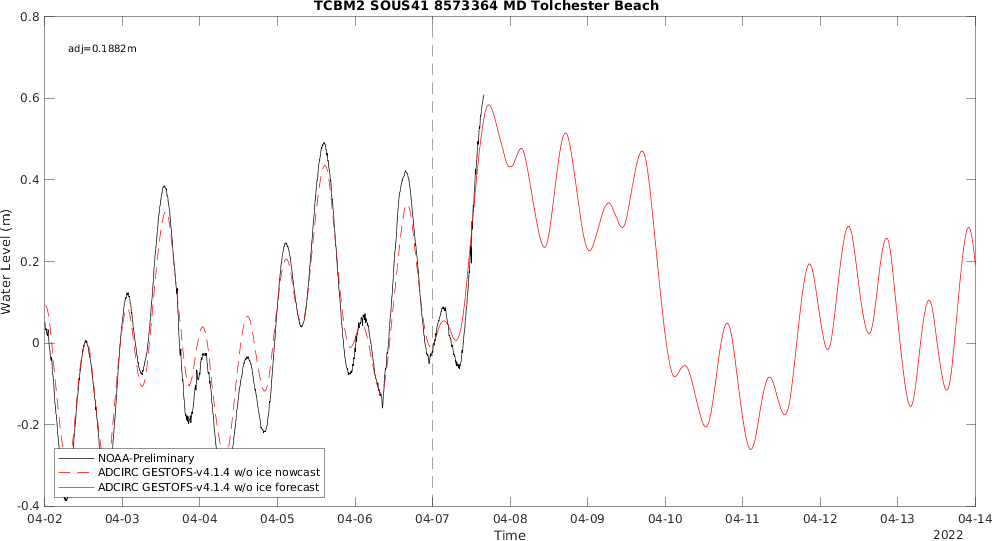 TCBM2 SOUS41 8573364 MD Tolchester Beach
adj=0.1882m
0.8
0.6
0.4
0.2
0
-0.2
-0.4
Water Level (m)
NOAA-Preliminary
ADCIRC GESTOFS-v4.1.4 w/o ice nowcast
ADCIRC GESTOFS-v4.1.4 w/o ice forecast
04-02 04-03 04-04 04-05 04-06 04-07 04-08 04-09 04-10 04-11 04-12 04-13 04-14
Time
2022